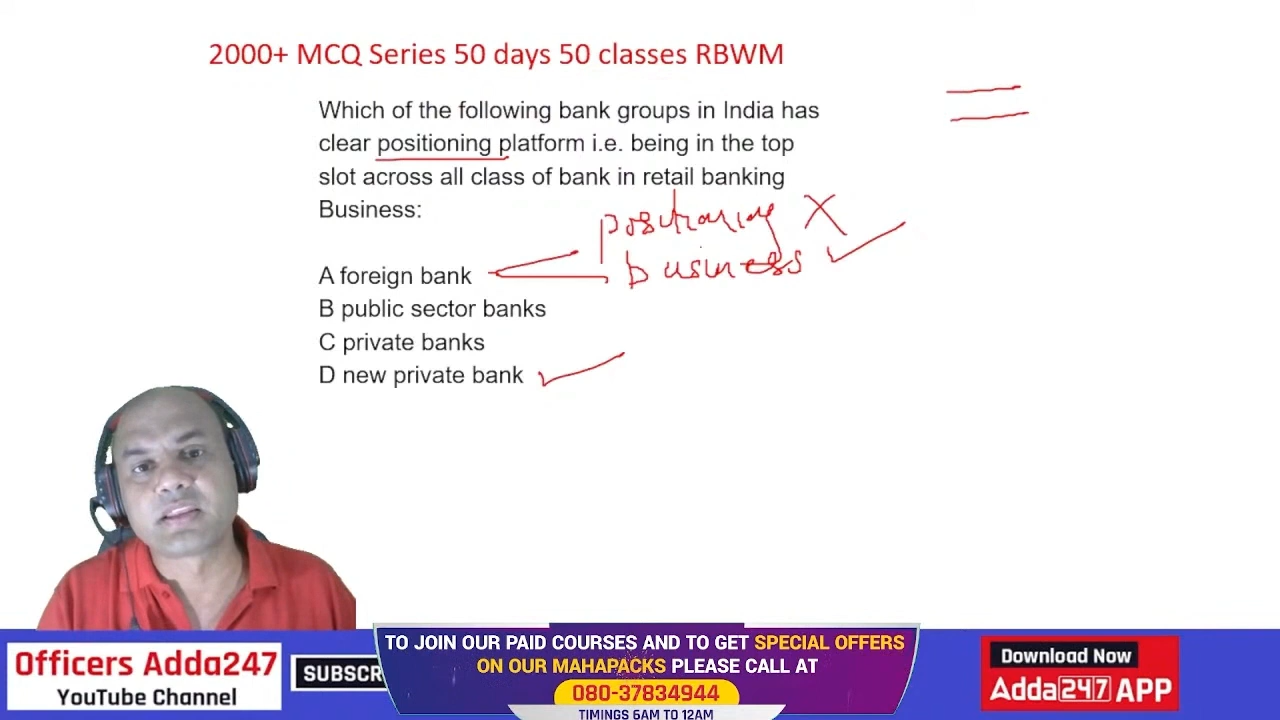 2000+ MCQ Series 50 days 50 classes RBWM
Which of the following bank groups in India has
clear positioning platform i.e. being in the top
slot across all class of bank in retail banking
Business:
positioning X
business
A foreign bank
B public sector banks
C private banks
D new private bank
Officers Adda247
YouTube Channel
SUBSCR
TO JOIN OUR PAID COURSES AND TO GET SPECIAL OFFERS
ON OUR MAHAPACKS PLEASE CALL AT
080-37834944
TIMINGS 6AM TO 12AM
Download Now
Adda247 APP